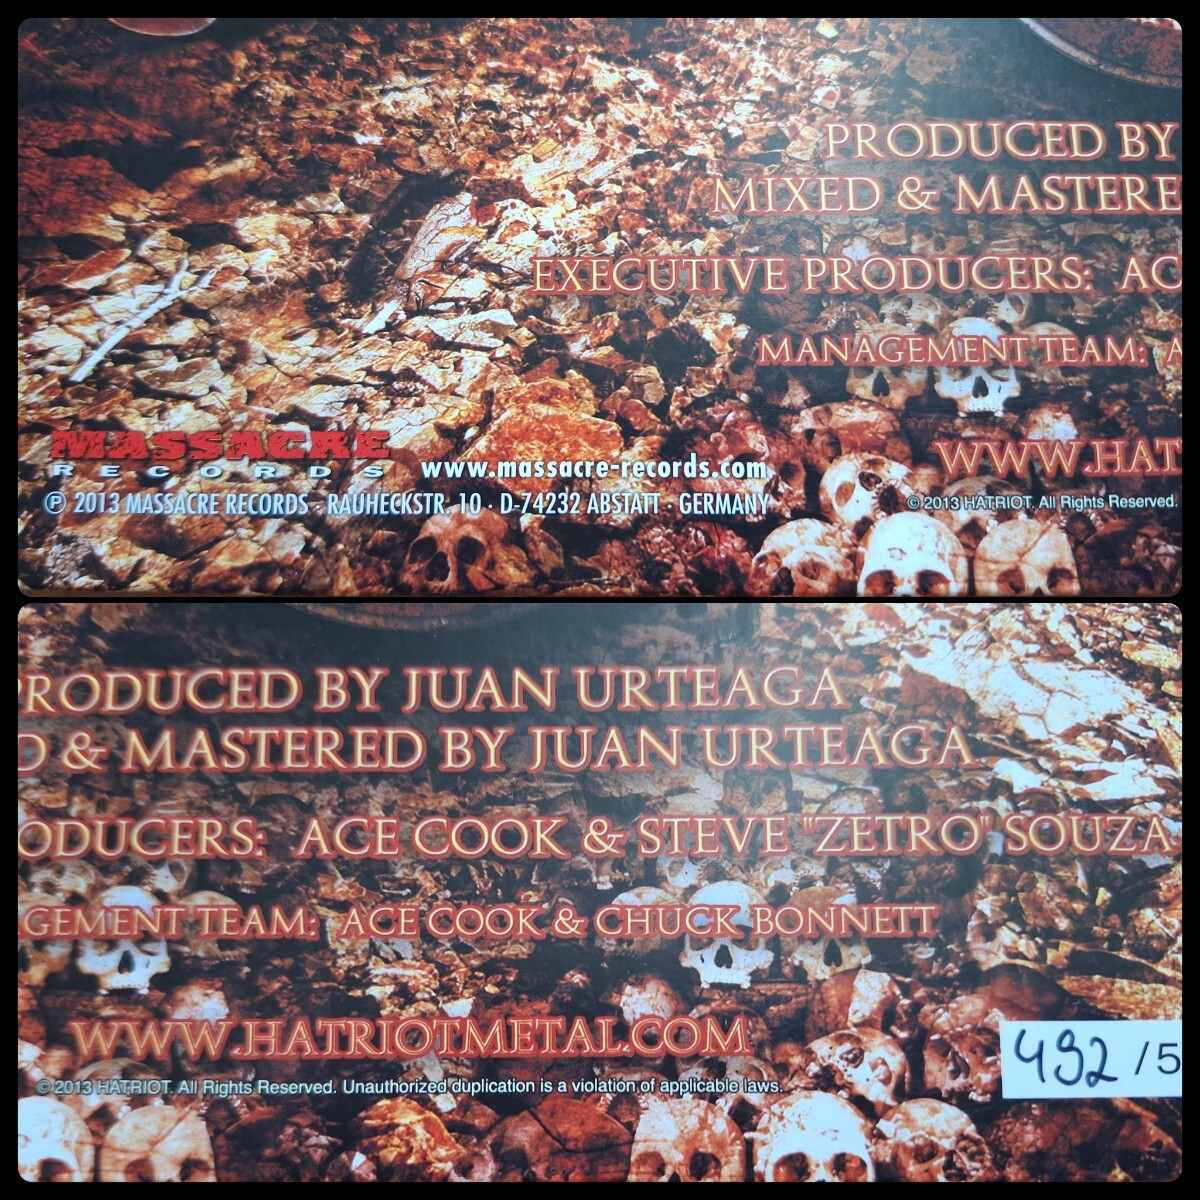 PRODUCED BY
MIXED & MASTERE
EXECUTIVE PRODUCERS: AC
MANAGEMENT TEAM: A
MASSACRE
RECORDS
www.massacre-records.com
WWW.HAT
℗ 2013 MASSACRE RECORDS · RAUHECKSTR. 10 · D-74232 ABSTATT · GERMANY
© 2013 HATRIOT. All Rights Reserved.
PRODUCED BY JUAN URTEAGA
D & MASTERED BY JUAN URTEAGA
ODUCERS: ACE COOK & STEVE "ZETRO" SOUZA
GEMENT TEAM: ACE COOK & CHUCK BONNETT
WWW.HATRIOTMETAL.COM
492 / 5
© 2013 HATRIOT. All Rights Reserved. Unauthorized duplication is a violation of applicable laws.